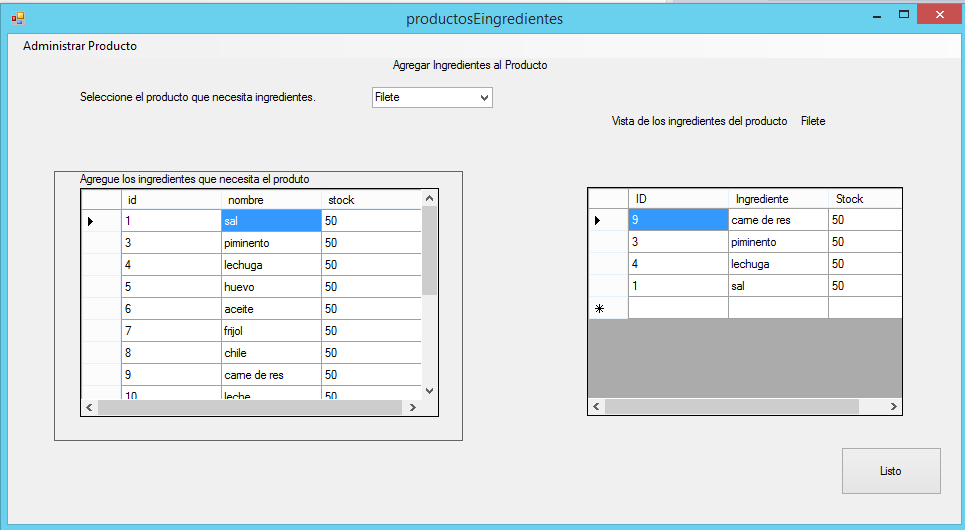 productosEingredientes
Administrar Producto
Agregar Ingredientes al Producto
Seleccione el producto que necesita ingredientes.
Filete
Vista de los ingredientes del producto Filete
Agregue los ingredientes que necesita el produto
id nombre stock
1 sal 50
3 piminento 50
4 lechuga 50
5 huevo 50
6 aceite 50
7 frijol 50
8 chile 50
9 carne de res 50
10 leche 50
ID Ingrediente Stock
9 carne de res 50
3 piminento 50
4 lechuga 50
1 sal 50
Listo